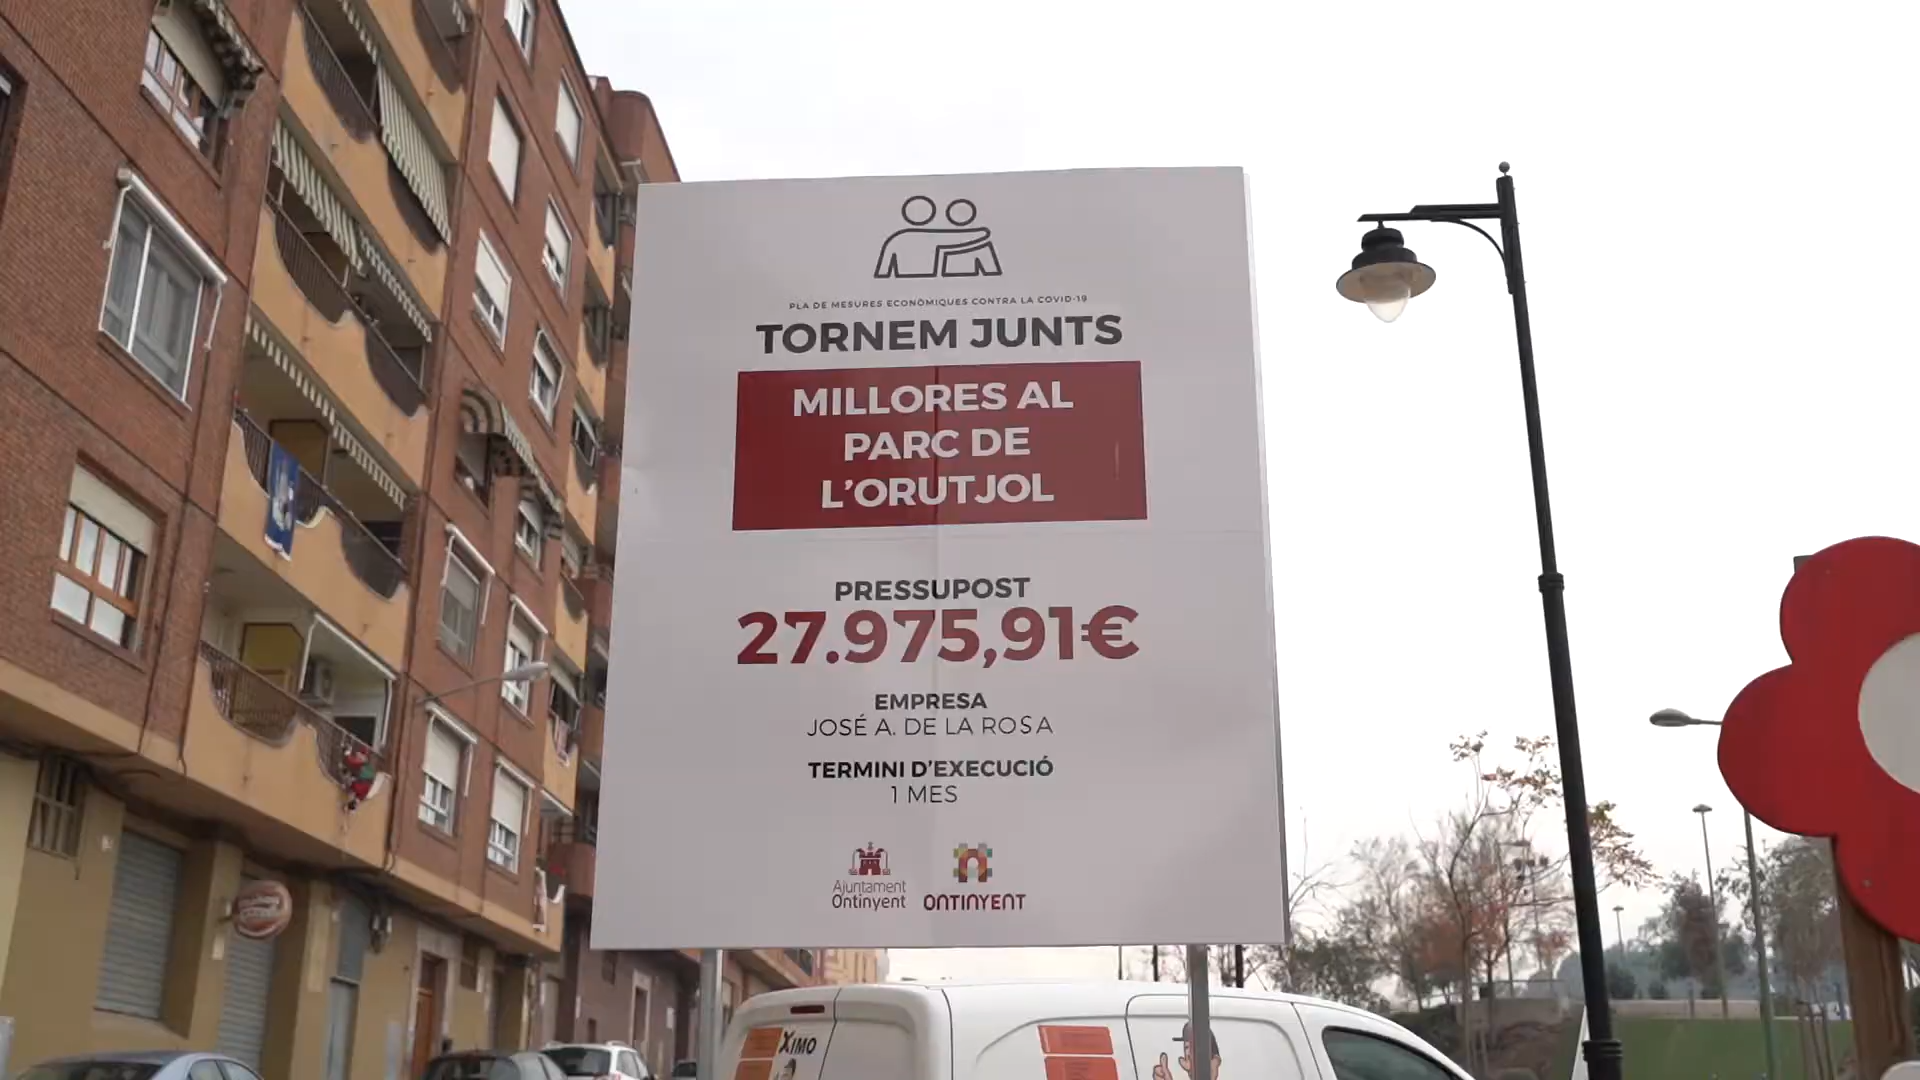 PLA DE MESURES ECONÒMIQUES CONTRA LA COVID-19
TORNEM JUNTS
MILLORES AL
PARC DE
L'ORUTJOL
PRESSUPOST
27.975,91€
EMPRESA
JOSÉ A. DE LA ROSA
TERMINI D'EXECUCIÓ
1 MES
Ajuntament
Ontinyent
ONTINYENT
XIMO